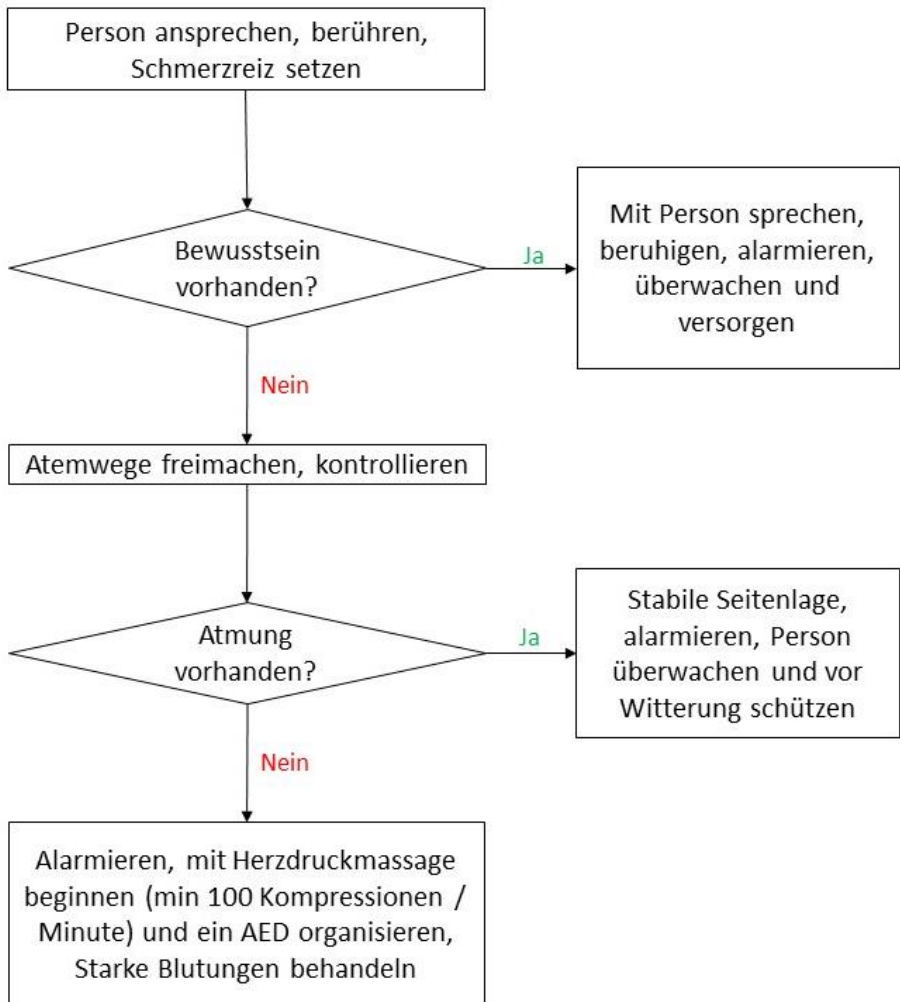 Person ansprechen, berühren,
Schmerzreiz setzen
Bewusstsein
vorhanden?
Ja
Mit Person sprechen,
beruhigen, alarmieren,
überwachen und
versorgen
Nein
Atemwege freimachen, kontrollieren
Atmung
vorhanden?
Ja
Stabile Seitenlage,
alarmieren, Person
überwachen und vor
Witterung schützen
Nein
Alarmieren, mit Herzdruckmassage
beginnen (min 100 Kompressionen /
Minute) und ein AED organisieren,
Starke Blutungen behandeln